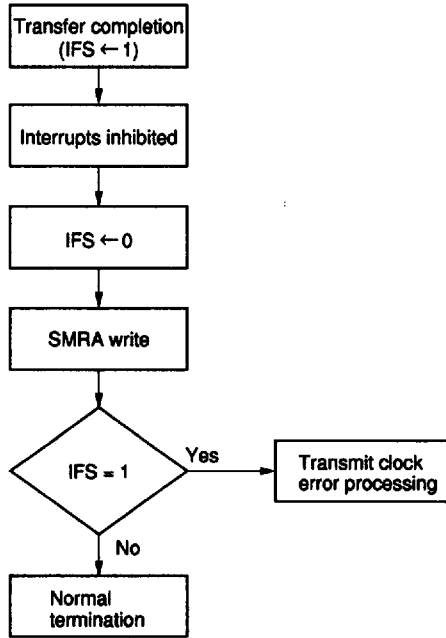 Transfer completion
(IFS ← 1)
Interrupts inhibited
IFS ← 0
SMRA write
IFS = 1
Yes
Transmit clock
error processing
No
Normal
termination